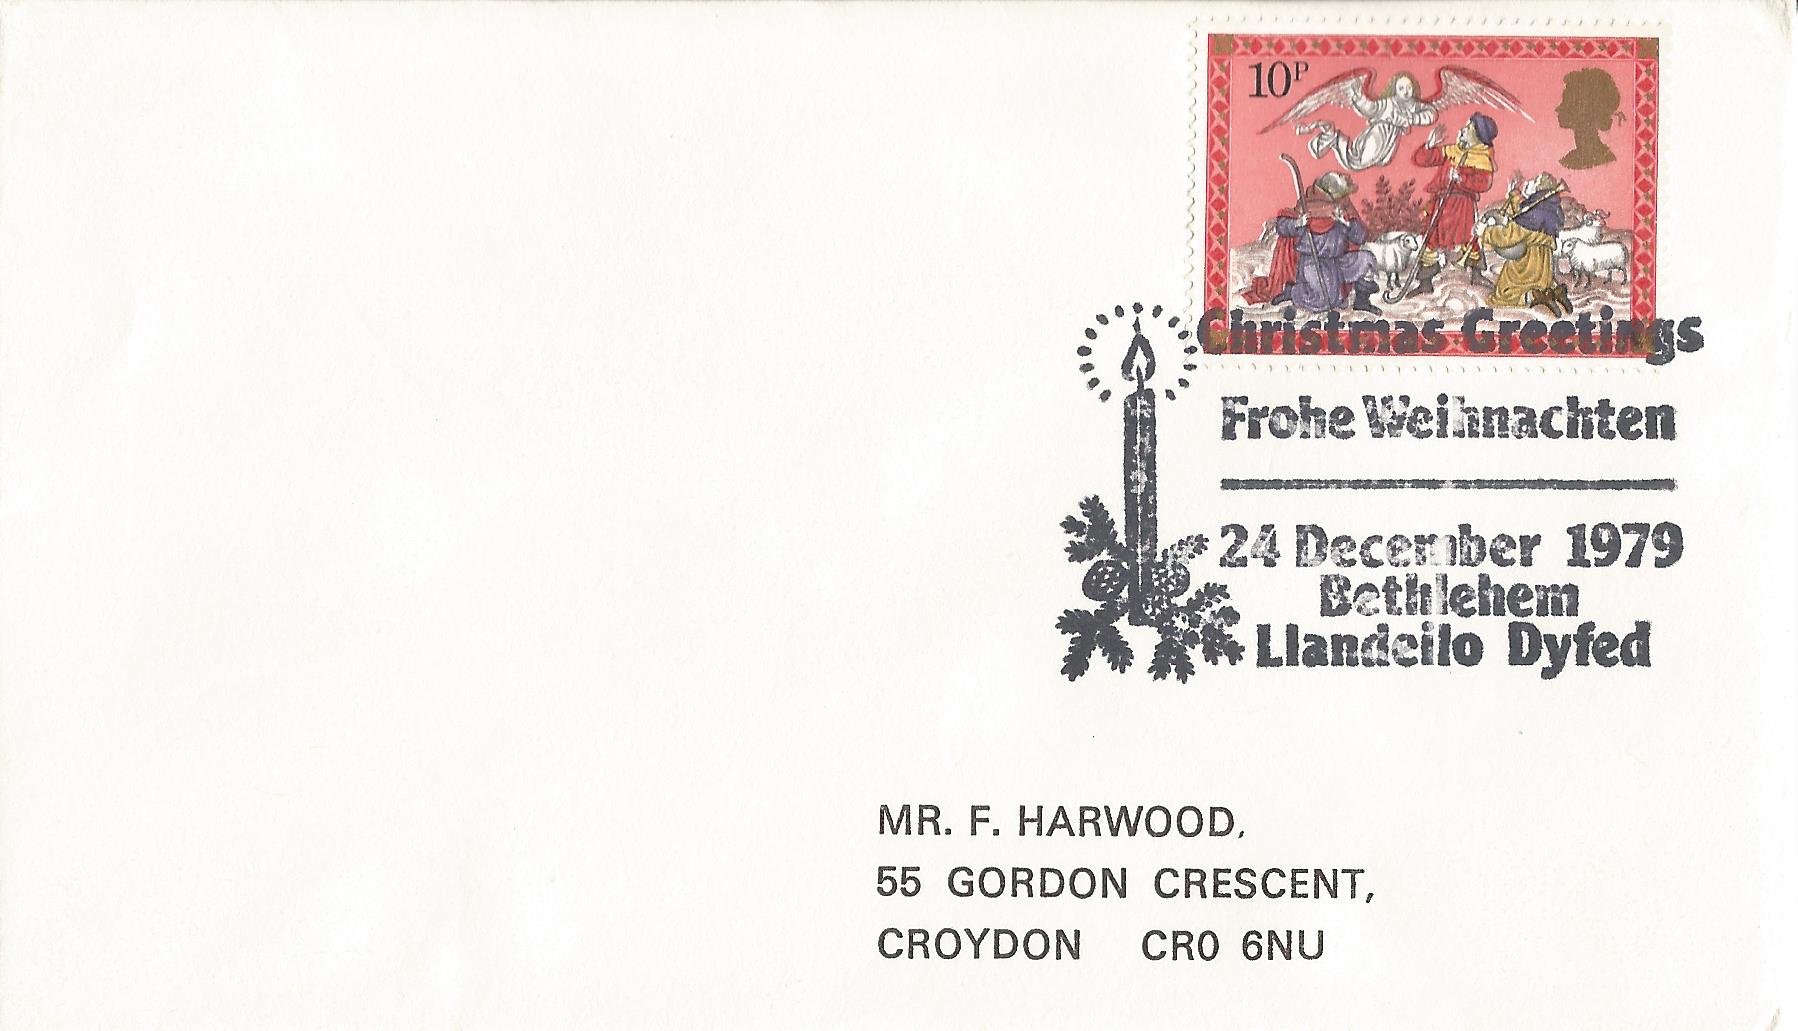 10P
Christmas Greetings
Frohe Weihnachten
24 December 1979
Bethlehem
Llandeilo Dyfed
MR. F. HARWOOD,
55 GORDON CRESCENT,
CROYDON CR0 6NU